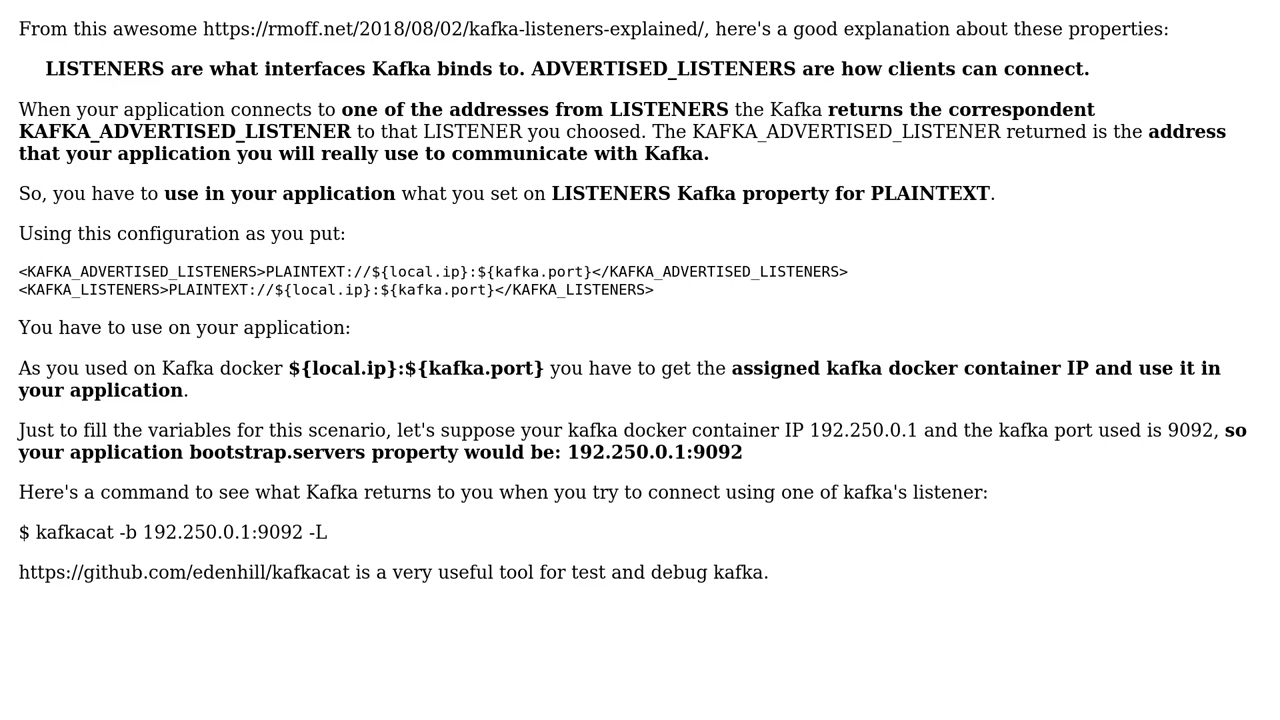 From this awesome https://rmoff.net/2018/08/02/kafka-listeners-explained/, here's a good explanation about these properties:
LISTENERS are what interfaces Kafka binds to. ADVERTISED_LISTENERS are how clients can connect.
When your application connects to one of the addresses from LISTENERS the Kafka returns the correspondent
KAFKA_ADVERTISED_LISTENER to that LISTENER you choosed. The KAFKA_ADVERTISED_LISTENER returned is the address
that your application you will really use to communicate with Kafka.
So, you have to use in your application what you set on LISTENERS Kafka property for PLAINTEXT.
Using this configuration as you put:
<KAFKA_ADVERTISED_LISTENERS>PLAINTEXT://${local.ip}:${kafka.port}</KAFKA_ADVERTISED_LISTENERS>
<KAFKA_LISTENERS>PLAINTEXT://${local.ip}:${kafka.port}</KAFKA_LISTENERS>
You have to use on your application:
As you used on Kafka docker ${local.ip}:${kafka.port} you have to get the assigned kafka docker container IP and use it in
your application.
Just to fill the variables for this scenario, let's suppose your kafka docker container IP 192.250.0.1 and the kafka port used is 9092, so
your application bootstrap.servers property would be: 192.250.0.1:9092
Here's a command to see what Kafka returns to you when you try to connect using one of kafka's listener:
$ kafkacat -b 192.250.0.1:9092 -L
https://github.com/edenhill/kafkacat is a very useful tool for test and debug kafka.